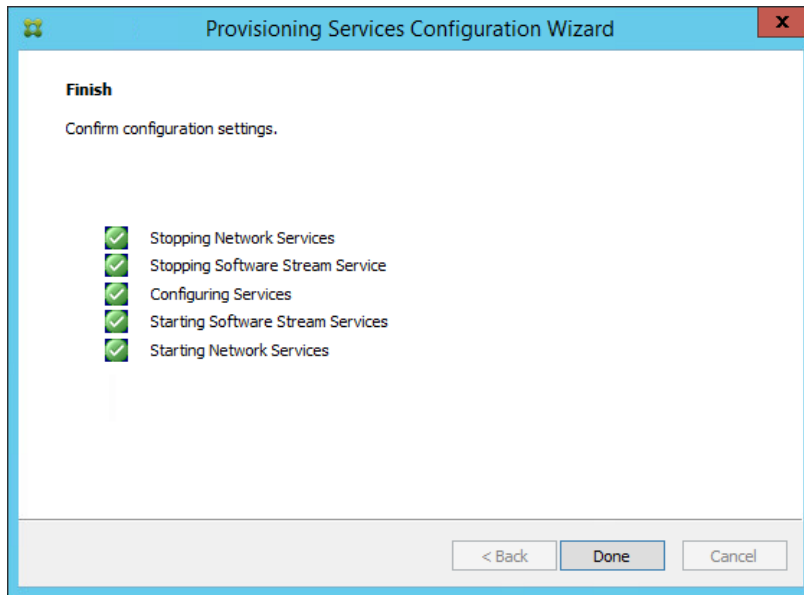 Provisioning Services Configuration Wizard
x
Finish
Confirm configuration settings.
Stopping Network Services
Stopping Software Stream Service
Configuring Services
Starting Software Stream Services
Starting Network Services
< Back Done Cancel